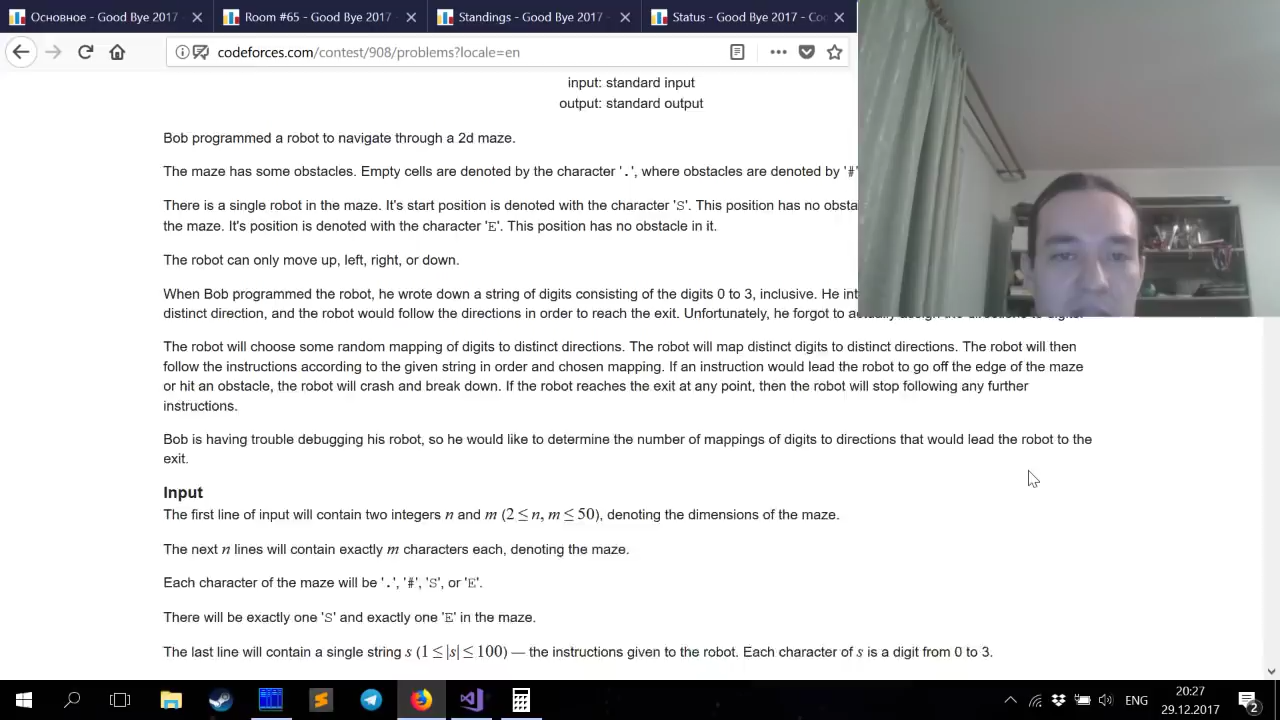 Основное - Good Bye 2017 -
Room #65 - Good Bye 2017 -
Standings - Good Bye 2017 -
Status - Good Bye 2017 - Co
codeforces.com/contest/908/problems?locale=en
input: standard input
output: standard output
Bob programmed a robot to navigate through a 2d maze.
The maze has some obstacles. Empty cells are denoted by the character '.', where obstacles are denoted by '#'
There is a single robot in the maze. It's start position is denoted with the character 'S'. This position has no obsta
the maze. It's position is denoted with the character 'E'. This position has no obstacle in it.
The robot can only move up, left, right, or down.
When Bob programmed the robot, he wrote down a string of digits consisting of the digits 0 to 3, inclusive. He int
distinct direction, and the robot would follow the directions in order to reach the exit. Unfortunately, he forgot to actually assign the directions to digits.
The robot will choose some random mapping of digits to distinct directions. The robot will map distinct digits to distinct directions. The robot will then
follow the instructions according to the given string in order and chosen mapping. If an instruction would lead the robot to go off the edge of the maze
or hit an obstacle, the robot will crash and break down. If the robot reaches the exit at any point, then the robot will stop following any further
instructions.
Bob is having trouble debugging his robot, so he would like to determine the number of mappings of digits to directions that would lead the robot to the
exit.
Input
The first line of input will contain two integers n and m (2 ≤ n, m ≤ 50), denoting the dimensions of the maze.
The next n lines will contain exactly m characters each, denoting the maze.
Each character of the maze will be '.', '#', 'S', or 'E'.
There will be exactly one 'S' and exactly one 'E' in the maze.
The last line will contain a single string s (1 ≤ |s| ≤ 100) — the instructions given to the robot. Each character of s is a digit from 0 to 3.
ENG
20:27
29.12.2017
2